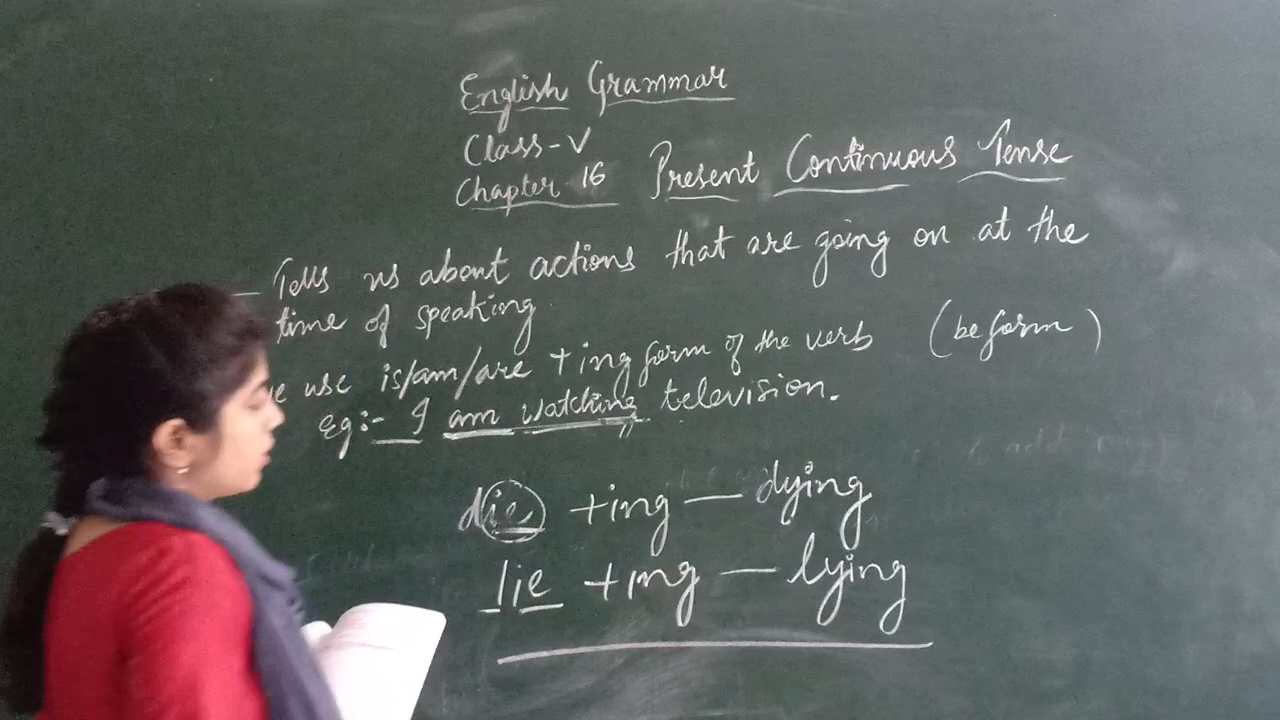 English Grammar
Class-V
Chapter 16 Present Continuous Tense
– Tells us about actions that are going on at the
time of speaking
use is/am/are +ing form of the verb (be form)
Eg:- I am watching television.
die +ing — dying
lie +ing — lying